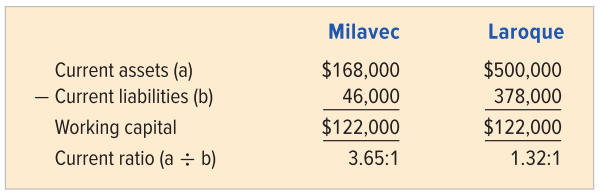 Milavec Laroque
Current assets (a) $168,000 $500,000
— Current liabilities (b) 46,000 378,000
Working capital $122,000 $122,000
Current ratio (a ÷ b) 3.65:1 1.32:1